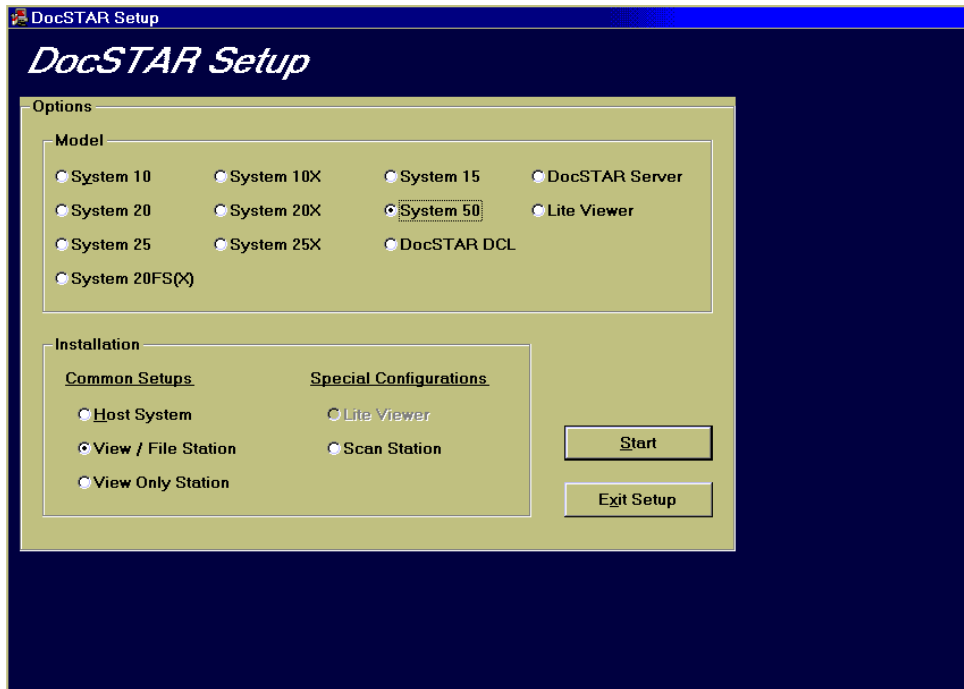 DocSTAR Setup
DocSTAR Setup
Options
Model
System 10 System 10X System 15 DocSTAR Server
System 20 System 20X System 50 Lite Viewer
System 25 System 25X DocSTAR DCL
System 20FS(X)
Installation
Common Setups Special Configurations
Host System Lite Viewer
View / File Station Scan Station
View Only Station
Start
Exit Setup